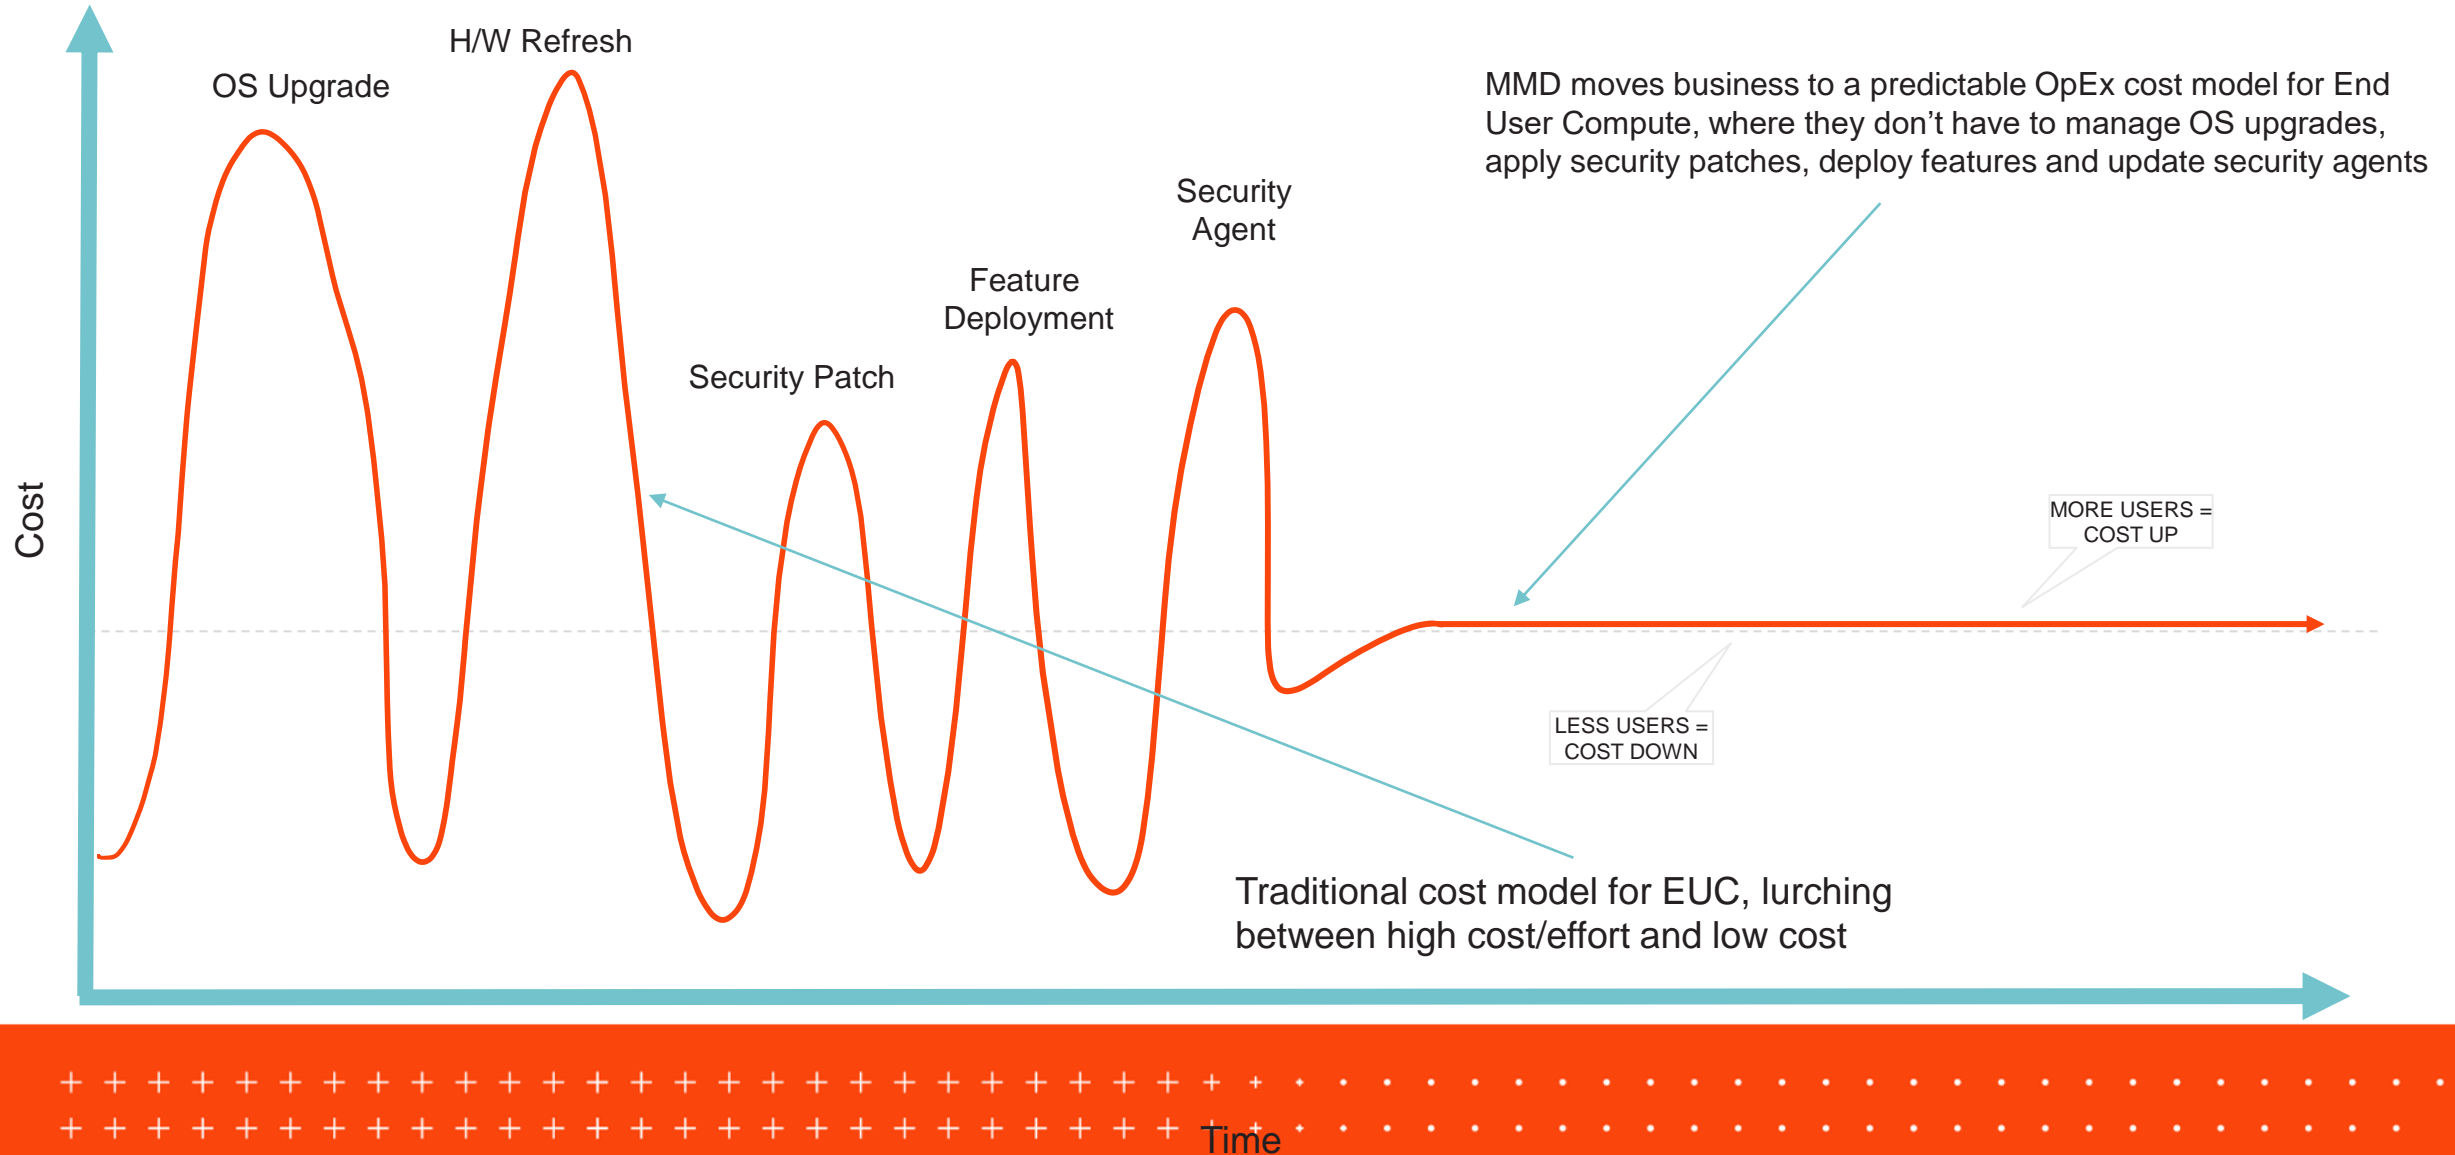 H/W Refresh
OS Upgrade
MMD moves business to a predictable OpEx cost model for End
User Compute, where they don’t have to manage OS upgrades,
apply security patches, deploy features and update security agents
Security
Agent
Feature
Deployment
Security Patch
Cost
MORE USERS =
COST UP
LESS USERS =
COST DOWN
Traditional cost model for EUC, lurching
between high cost/effort and low cost
Time